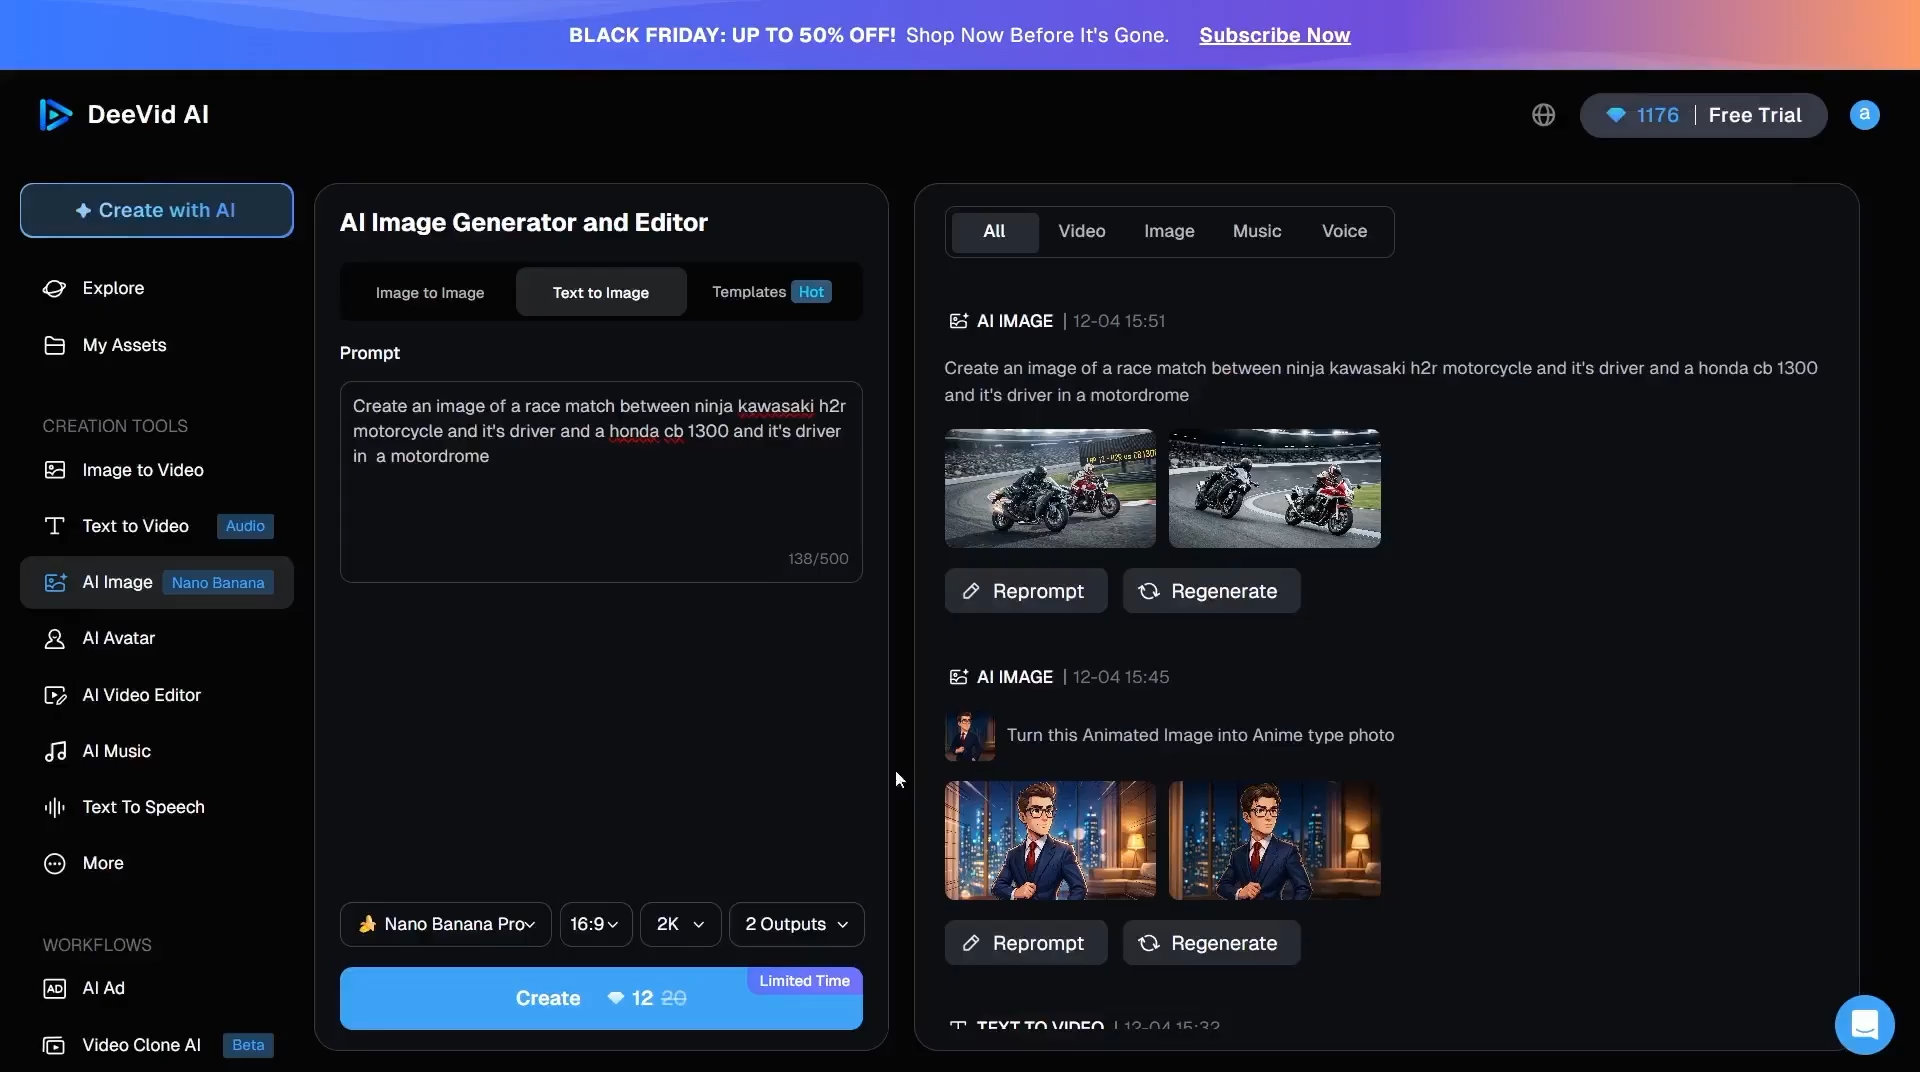 BLACK FRIDAY: UP TO 50% OFF! Shop Now Before It's Gone. Subscribe Now
DeeVid AI
1176 | Free Trial
a
Create with AI
Explore
My Assets
CREATION TOOLS
Image to Video
Text to Video Audio
AI Image Nano Banana
AI Avatar
AI Video Editor
AI Music
Text To Speech
More
WORKFLOWS
AD AI Ad
Video Clone AI Beta
AI Image Generator and Editor
Image to Image Text to Image Templates Hot
Prompt
Create an image of a race match between ninja kawasaki h2r
motorcycle and it's driver and a honda cb 1300 and it's driver
in a motordrome
138/500
Nano Banana Pro 16:9 2K 2 Outputs
Limited Time
Create 12 20
All Video Image Music Voice
AI IMAGE | 12-04 15:51
Create an image of a race match between ninja kawasaki h2r motorcycle and it's driver and a honda cb 1300
and it's driver in a motordrome
Reprompt Regenerate
AI IMAGE | 12-04 15:45
Turn this Animated Image into Anime type photo
Reprompt Regenerate
TEXT TO VIDEO | 12-04 15:32